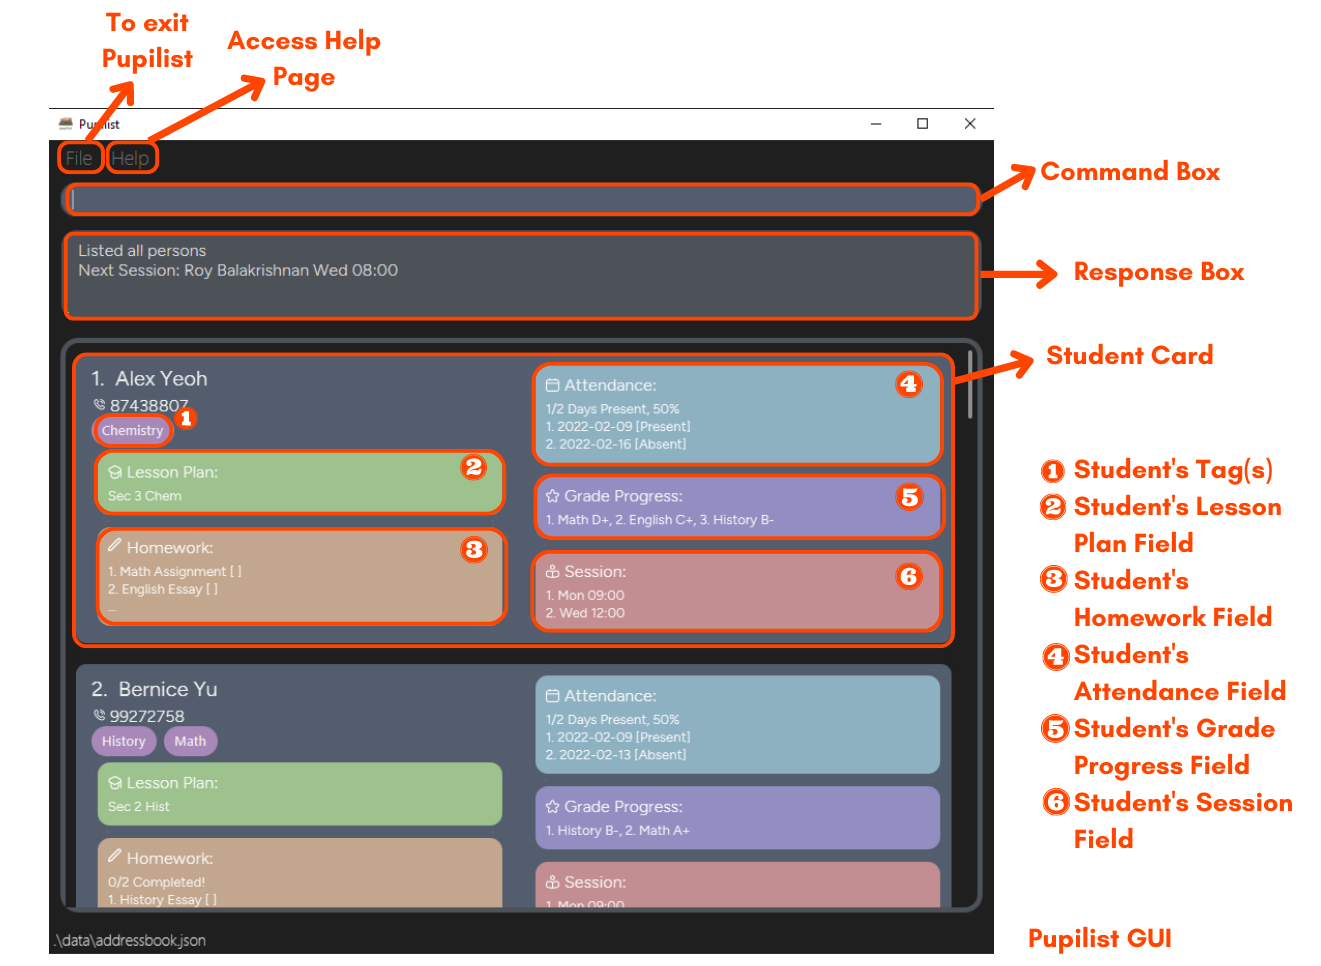 To exit
Pupilist
Access Help
Page
Pupilist
File Help
Command Box
Listed all persons
Next Session: Roy Balakrishnan Wed 08:00
Response Box
Student Card
1. Alex Yeoh
87438807
Chemistry
1
Lesson Plan:
2
Sec 3 Chem
Homework:
3
1. Math Assignment [ ]
2. English Essay [ ]
...
Attendance:
4
1/2 Days Present, 50%
1. 2022-02-09 [Present]
2. 2022-02-16 [Absent]
Grade Progress:
5
1. Math D+, 2. English C+, 3. History B-
Session:
6
1. Mon 09:00
2. Wed 12:00
2. Bernice Yu
99272758
History Math
Lesson Plan:
Sec 2 Hist
Homework:
0/2 Completed!
1. History Essay [ ]
Attendance:
1/2 Days Present, 50%
1. 2022-02-09 [Present]
2. 2022-02-13 [Absent]
Grade Progress:
1. History B-, 2. Math A+
Session:
1. Mon 09:00
.\data\addressbook.json
1 Student's Tag(s)
2 Student's Lesson
Plan Field
3 Student's
Homework Field
4 Student's
Attendance Field
5 Student's Grade
Progress Field
6 Student's Session
Field
Pupilist GUI